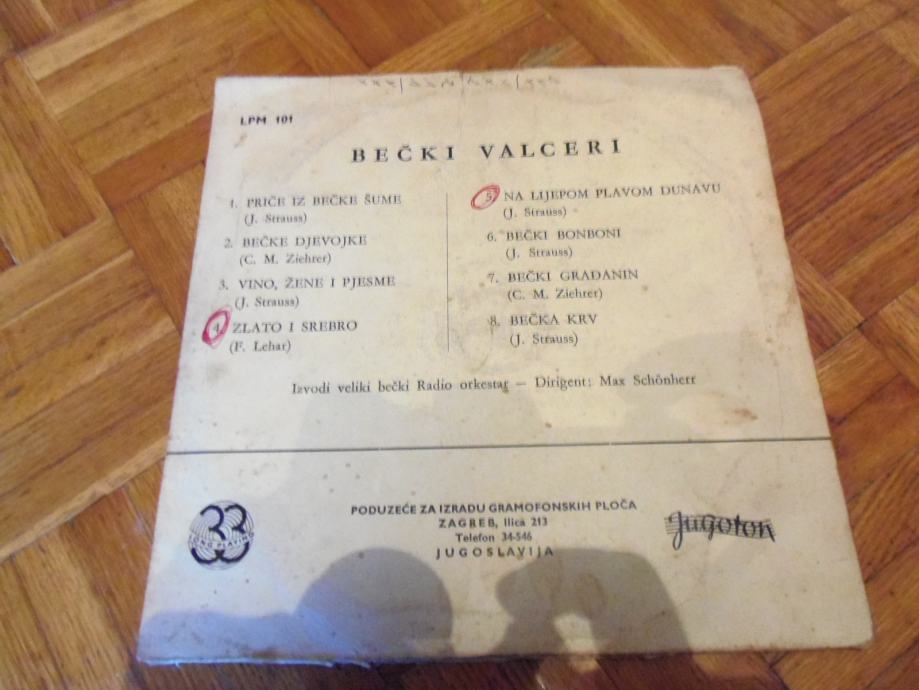 LPM 101
BEČKI VALCERI
1. PRIČE IZ BEČKE ŠUME
(J. Strauss)
2. BEČKE DJEVOJKE
(C. M. Ziehrer)
3. VINO, ŽENE I PJESME
(J. Strauss)
4. ZLATO I SREBRO
(F. Lehar)
5. NA LIJEPOM PLAVOM DUNAVU
(J. Strauss)
6. BEČKI BONBONI
(J. Strauss)
7. BEČKI GRAĐANIN
(C. M. Ziehrer)
8. BEČKA KRV
(J. Strauss)
Izvodi veliki bečki Radio orkestar — Dirigent: Max Schönherr
33
LONG PLAYING
PODUZEĆE ZA IZRADU GRAMOFONSKIH PLOČA
ZAGREB, Ilica 213
Telefon 34-546
JUGOSLAVIJA
Jugoton